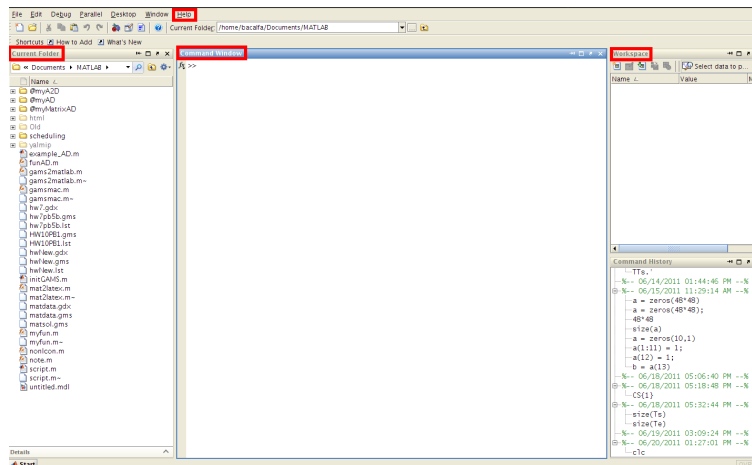 File Edit Debug Parallel Desktop Window Help
Current Folder: /home/bacalfa/Documents/MATLAB
Shortcuts How to Add What's New
Current Folder
« Documents ▸ MATLAB ▸
Name
@myA2D
@myAD
@myMatrixAD
html
Old
scheduling
yalmip
example_AD.m
funAD.m
gams2matlab.m
gams2matlab.m~
gamsmac.m
gamsmac.m~
hw7.gdx
hw7pb5b.gms
hw7pb5b.lst
HW10PB1.gms
HW10PB1.lst
hwNew.gdx
hwNew.gms
hwNew.lst
initGAMS.m
mat2latex.m
mat2latex.m~
matdata.gdx
matdata.gms
matsol.gms
myfun.m
myfun.m~
nonlcon.m
note.m
script.m
script.m~
untitled.mdl
Details
Start
Command Window
fx >>
Workspace
Select data to p...
Name Value
Command History
TTs.'
%-- 06/14/2011 01:44:46 PM --%
%-- 06/15/2011 11:29:14 AM --%
a = zeros(48*48)
a = zeros(48*48);
48*48
size(a)
a = zeros(10,1)
a(1:11) = 1;
a(12) = 1;
b = a(13)
%-- 06/18/2011 05:06:40 PM --%
%-- 06/18/2011 05:18:48 PM --%
CS{1}
%-- 06/18/2011 05:32:44 PM --%
size(Ts)
size(Te)
%-- 06/19/2011 03:09:24 PM --%
%-- 06/20/2011 01:27:01 PM --%
clc